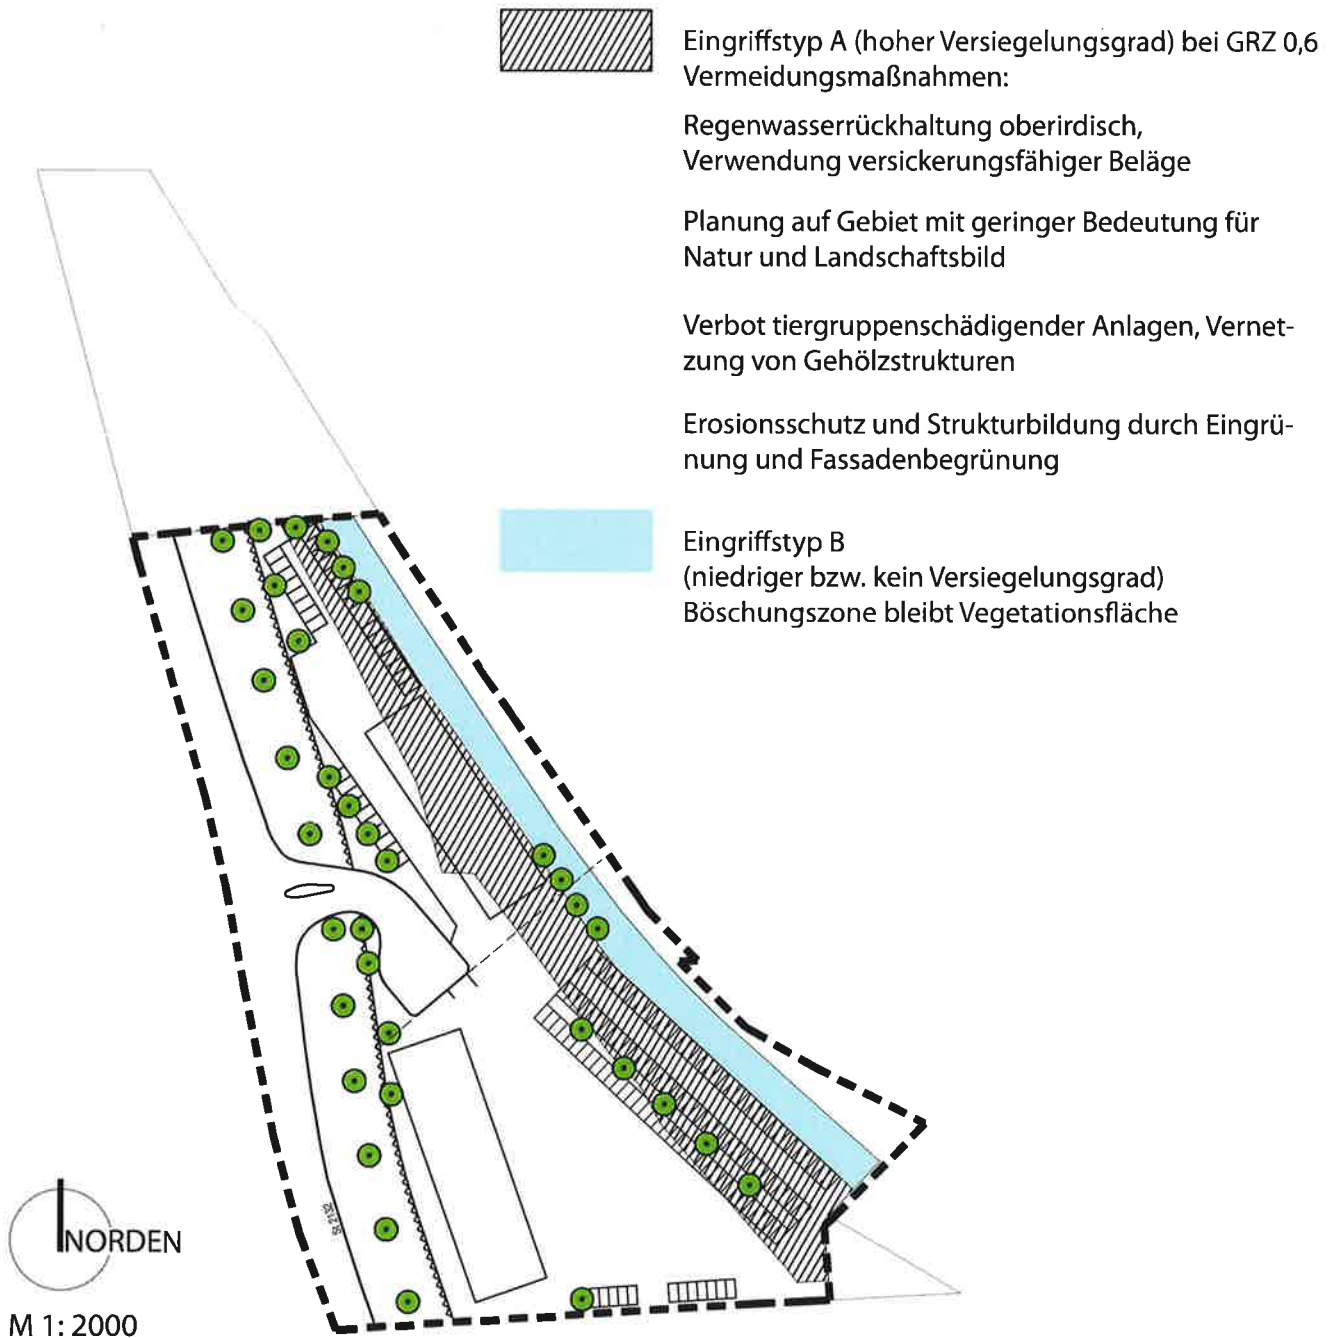 Eingriffstyp A (hoher Versiegelungsgrad) bei GRZ 0,6
Vermeidungsmaßnahmen:
Regenwasserrückhaltung oberirdisch,
Verwendung versickerungsfähiger Beläge
Planung auf Gebiet mit geringer Bedeutung für
Natur und Landschaftsbild
Verbot tiergruppenschädigender Anlagen, Vernet-
zung von Gehölzstrukturen
Erosionsschutz und Strukturbildung durch Eingrü-
nung und Fassadenbegrünung
Eingriffstyp B
(niedriger bzw. kein Versiegelungsgrad)
Böschungszone bleibt Vegetationsfläche
NORDEN
M 1: 2000